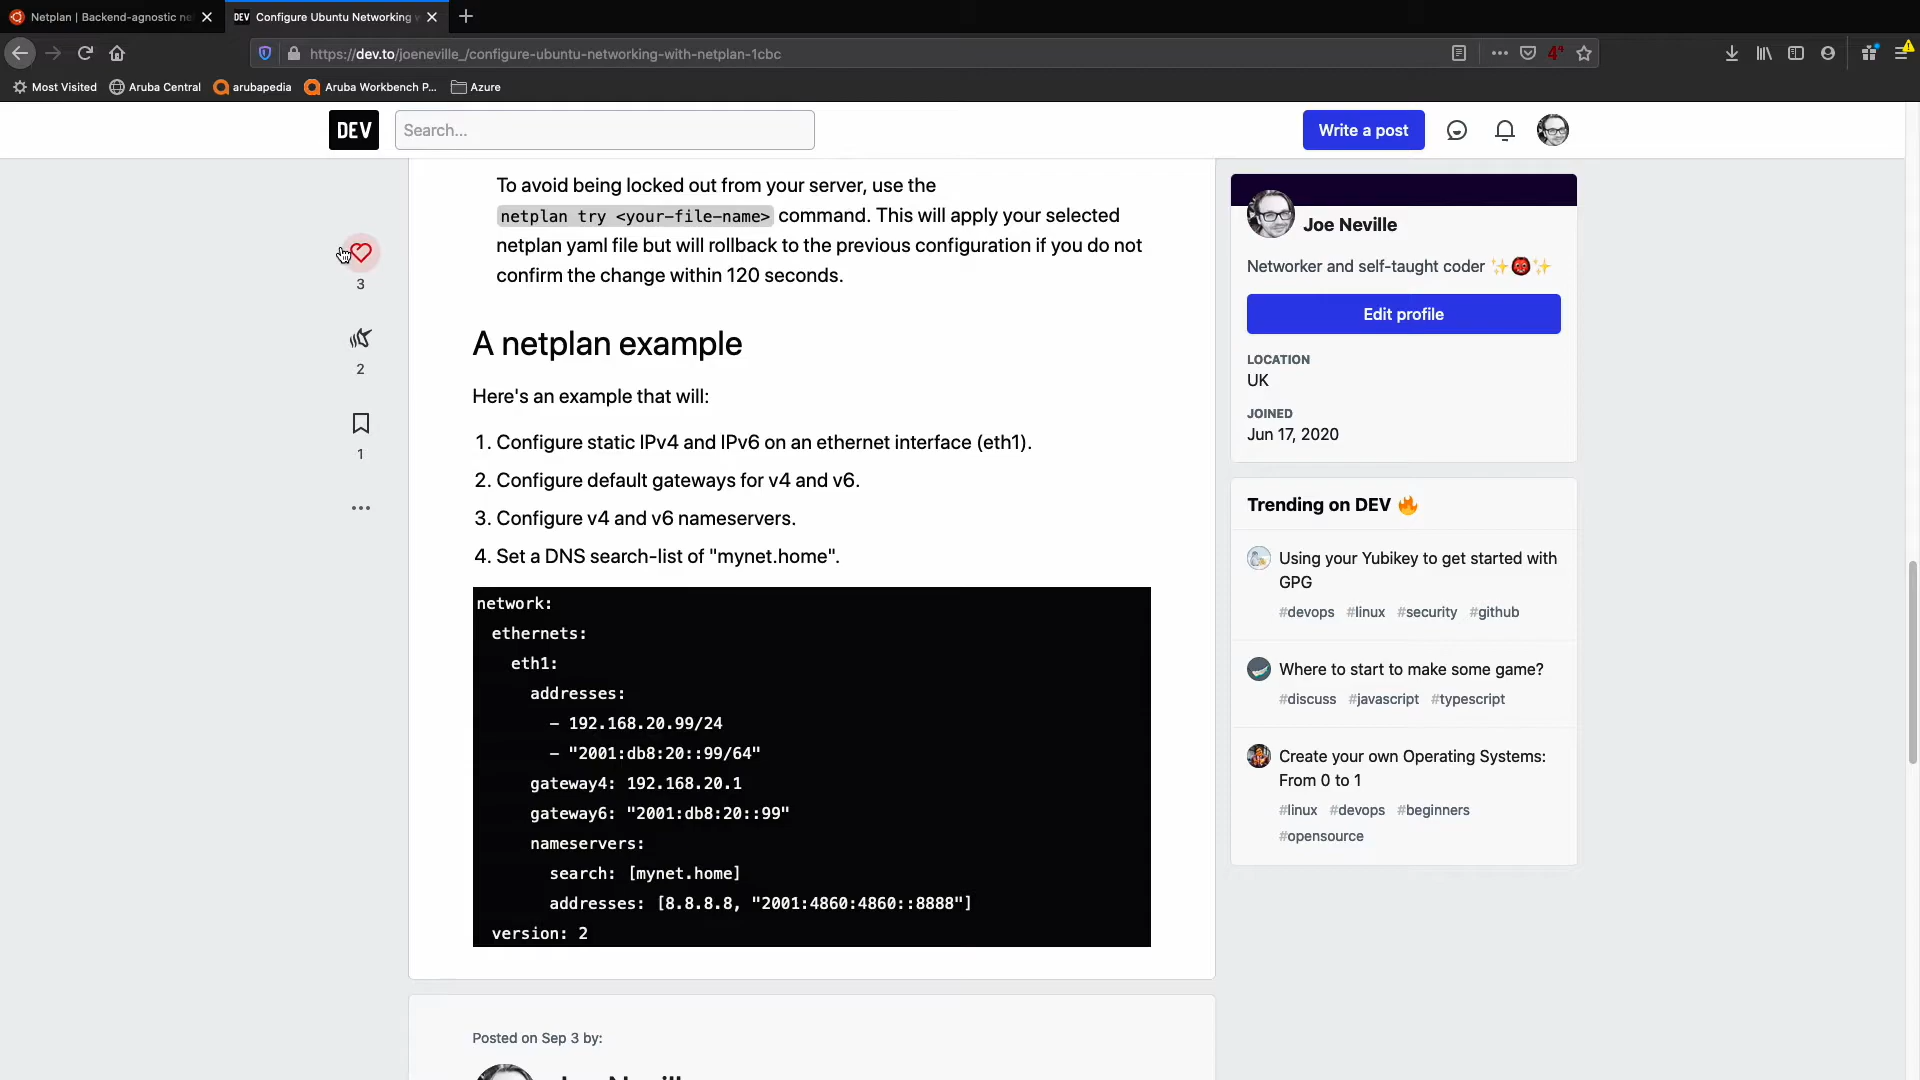 Netplan | Backend-agnostic ne
DEV Configure Ubuntu Networking w
https://dev.to/joeneville_/configure-ubuntu-networking-with-netplan-1cbc
Most Visited
Aruba Central
arubapedia
Aruba Workbench P...
Azure
DEV
Search...
Write a post
To avoid being locked out from your server, use the
netplan try <your-file-name> command. This will apply your selected
netplan yaml file but will rollback to the previous configuration if you do not
confirm the change within 120 seconds.
3
2
1
A netplan example
Here's an example that will:
1. Configure static IPv4 and IPv6 on an ethernet interface (eth1).
2. Configure default gateways for v4 and v6.
3. Configure v4 and v6 nameservers.
4. Set a DNS search-list of "mynet.home".
network:
ethernets:
eth1:
addresses:
- 192.168.20.99/24
- "2001:db8:20::99/64"
gateway4: 192.168.20.1
gateway6: "2001:db8:20::99"
nameservers:
search: [mynet.home]
addresses: [8.8.8.8, "2001:4860:4860::8888"]
version: 2
Posted on Sep 3 by:
Joe Neville
Joe Neville
Networker and self-taught coder ✨👹✨
Edit profile
LOCATION
UK
JOINED
Jun 17, 2020
Trending on DEV 🔥
Using your Yubikey to get started with
GPG
#devops #linux #security #github
Where to start to make some game?
#discuss #javascript #typescript
Create your own Operating Systems:
From 0 to 1
#linux #devops #beginners
#opensource